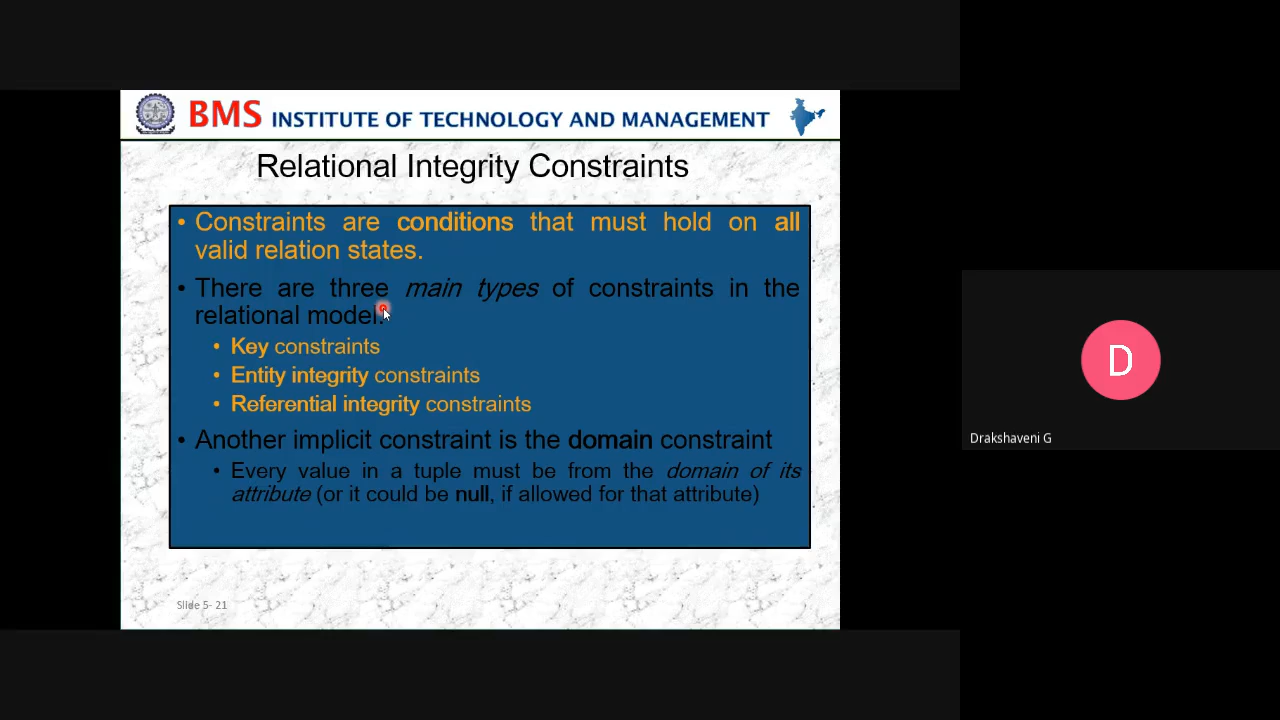 BMS INSTITUTE OF TECHNOLOGY AND MANAGEMENT
Relational Integrity Constraints
• Constraints are conditions that must hold on all
valid relation states.
• There are three main types of constraints in the
relational model:
• Key constraints
• Entity integrity constraints
• Referential integrity constraints
• Another implicit constraint is the domain constraint
• Every value in a tuple must be from the domain of its
attribute (or it could be null, if allowed for that attribute)
Slide 5- 21
D
Drakshaveni G